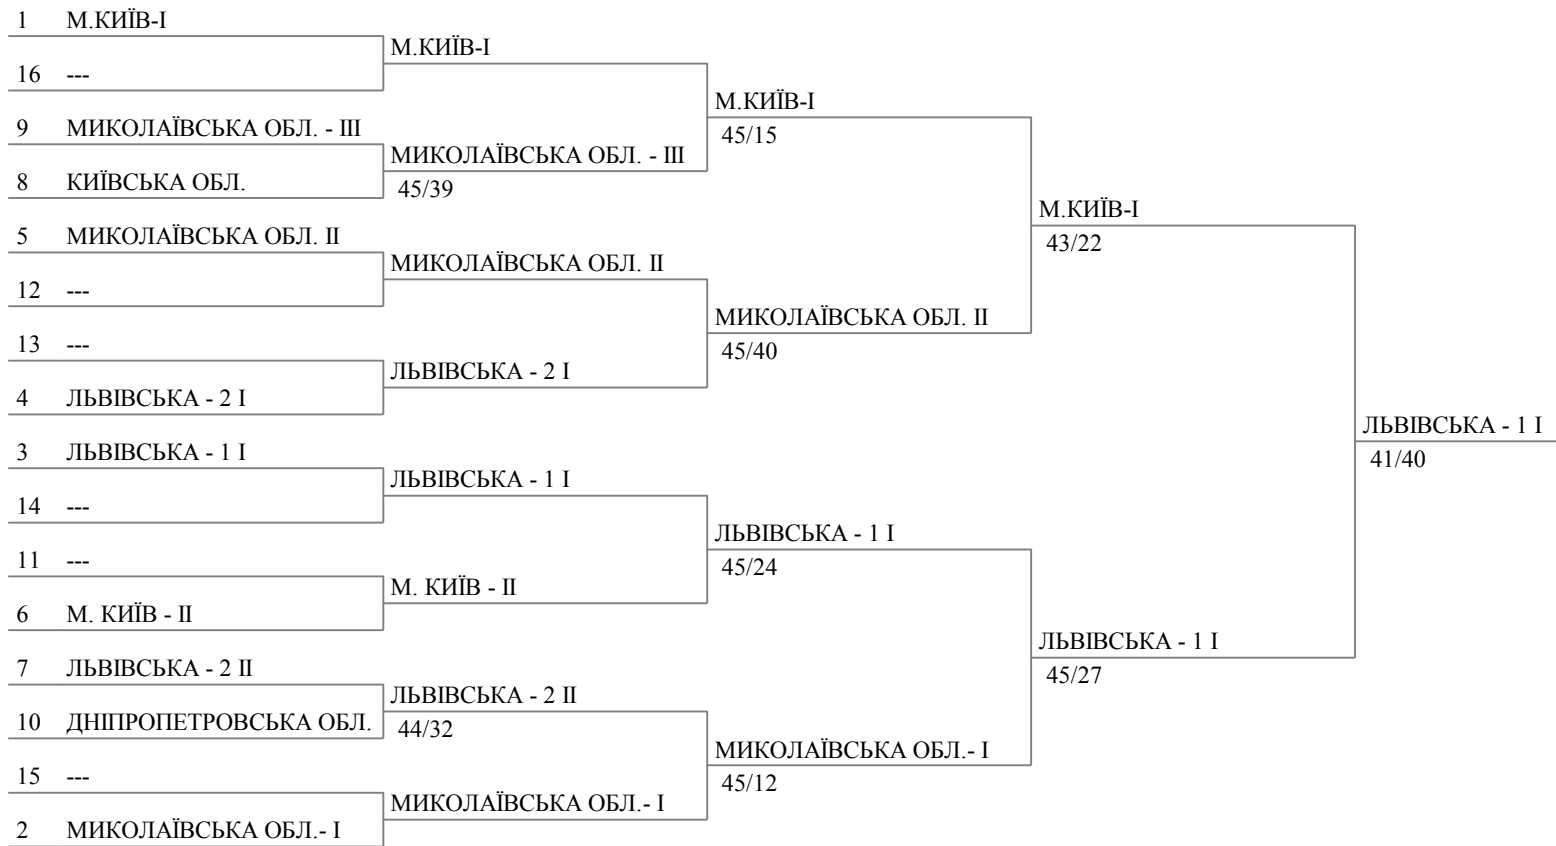 1 М.КИЇВ-І
16 ---
9 МИКОЛАЇВСЬКА ОБЛ. - ІІІ
8 КИЇВСЬКА ОБЛ.
5 МИКОЛАЇВСЬКА ОБЛ. ІІ
12 ---
13 ---
4 ЛЬВІВСЬКА - 2 І
3 ЛЬВІВСЬКА - 1 І
14 ---
11 ---
6 М. КИЇВ - ІІ
7 ЛЬВІВСЬКА - 2 ІІ
10 ДНІПРОПЕТРОВСЬКА ОБЛ.
15 ---
2 МИКОЛАЇВСЬКА ОБЛ.- І
М.КИЇВ-І
МИКОЛАЇВСЬКА ОБЛ. - ІІІ
45/39
МИКОЛАЇВСЬКА ОБЛ. ІІ
ЛЬВІВСЬКА - 2 І
ЛЬВІВСЬКА - 1 І
М. КИЇВ - ІІ
ЛЬВІВСЬКА - 2 ІІ
44/32
МИКОЛАЇВСЬКА ОБЛ.- І
М.КИЇВ-І
45/15
МИКОЛАЇВСЬКА ОБЛ. ІІ
45/40
ЛЬВІВСЬКА - 1 І
45/24
МИКОЛАЇВСЬКА ОБЛ.- І
45/12
М.КИЇВ-І
43/22
ЛЬВІВСЬКА - 1 І
45/27
ЛЬВІВСЬКА - 1 І
41/40